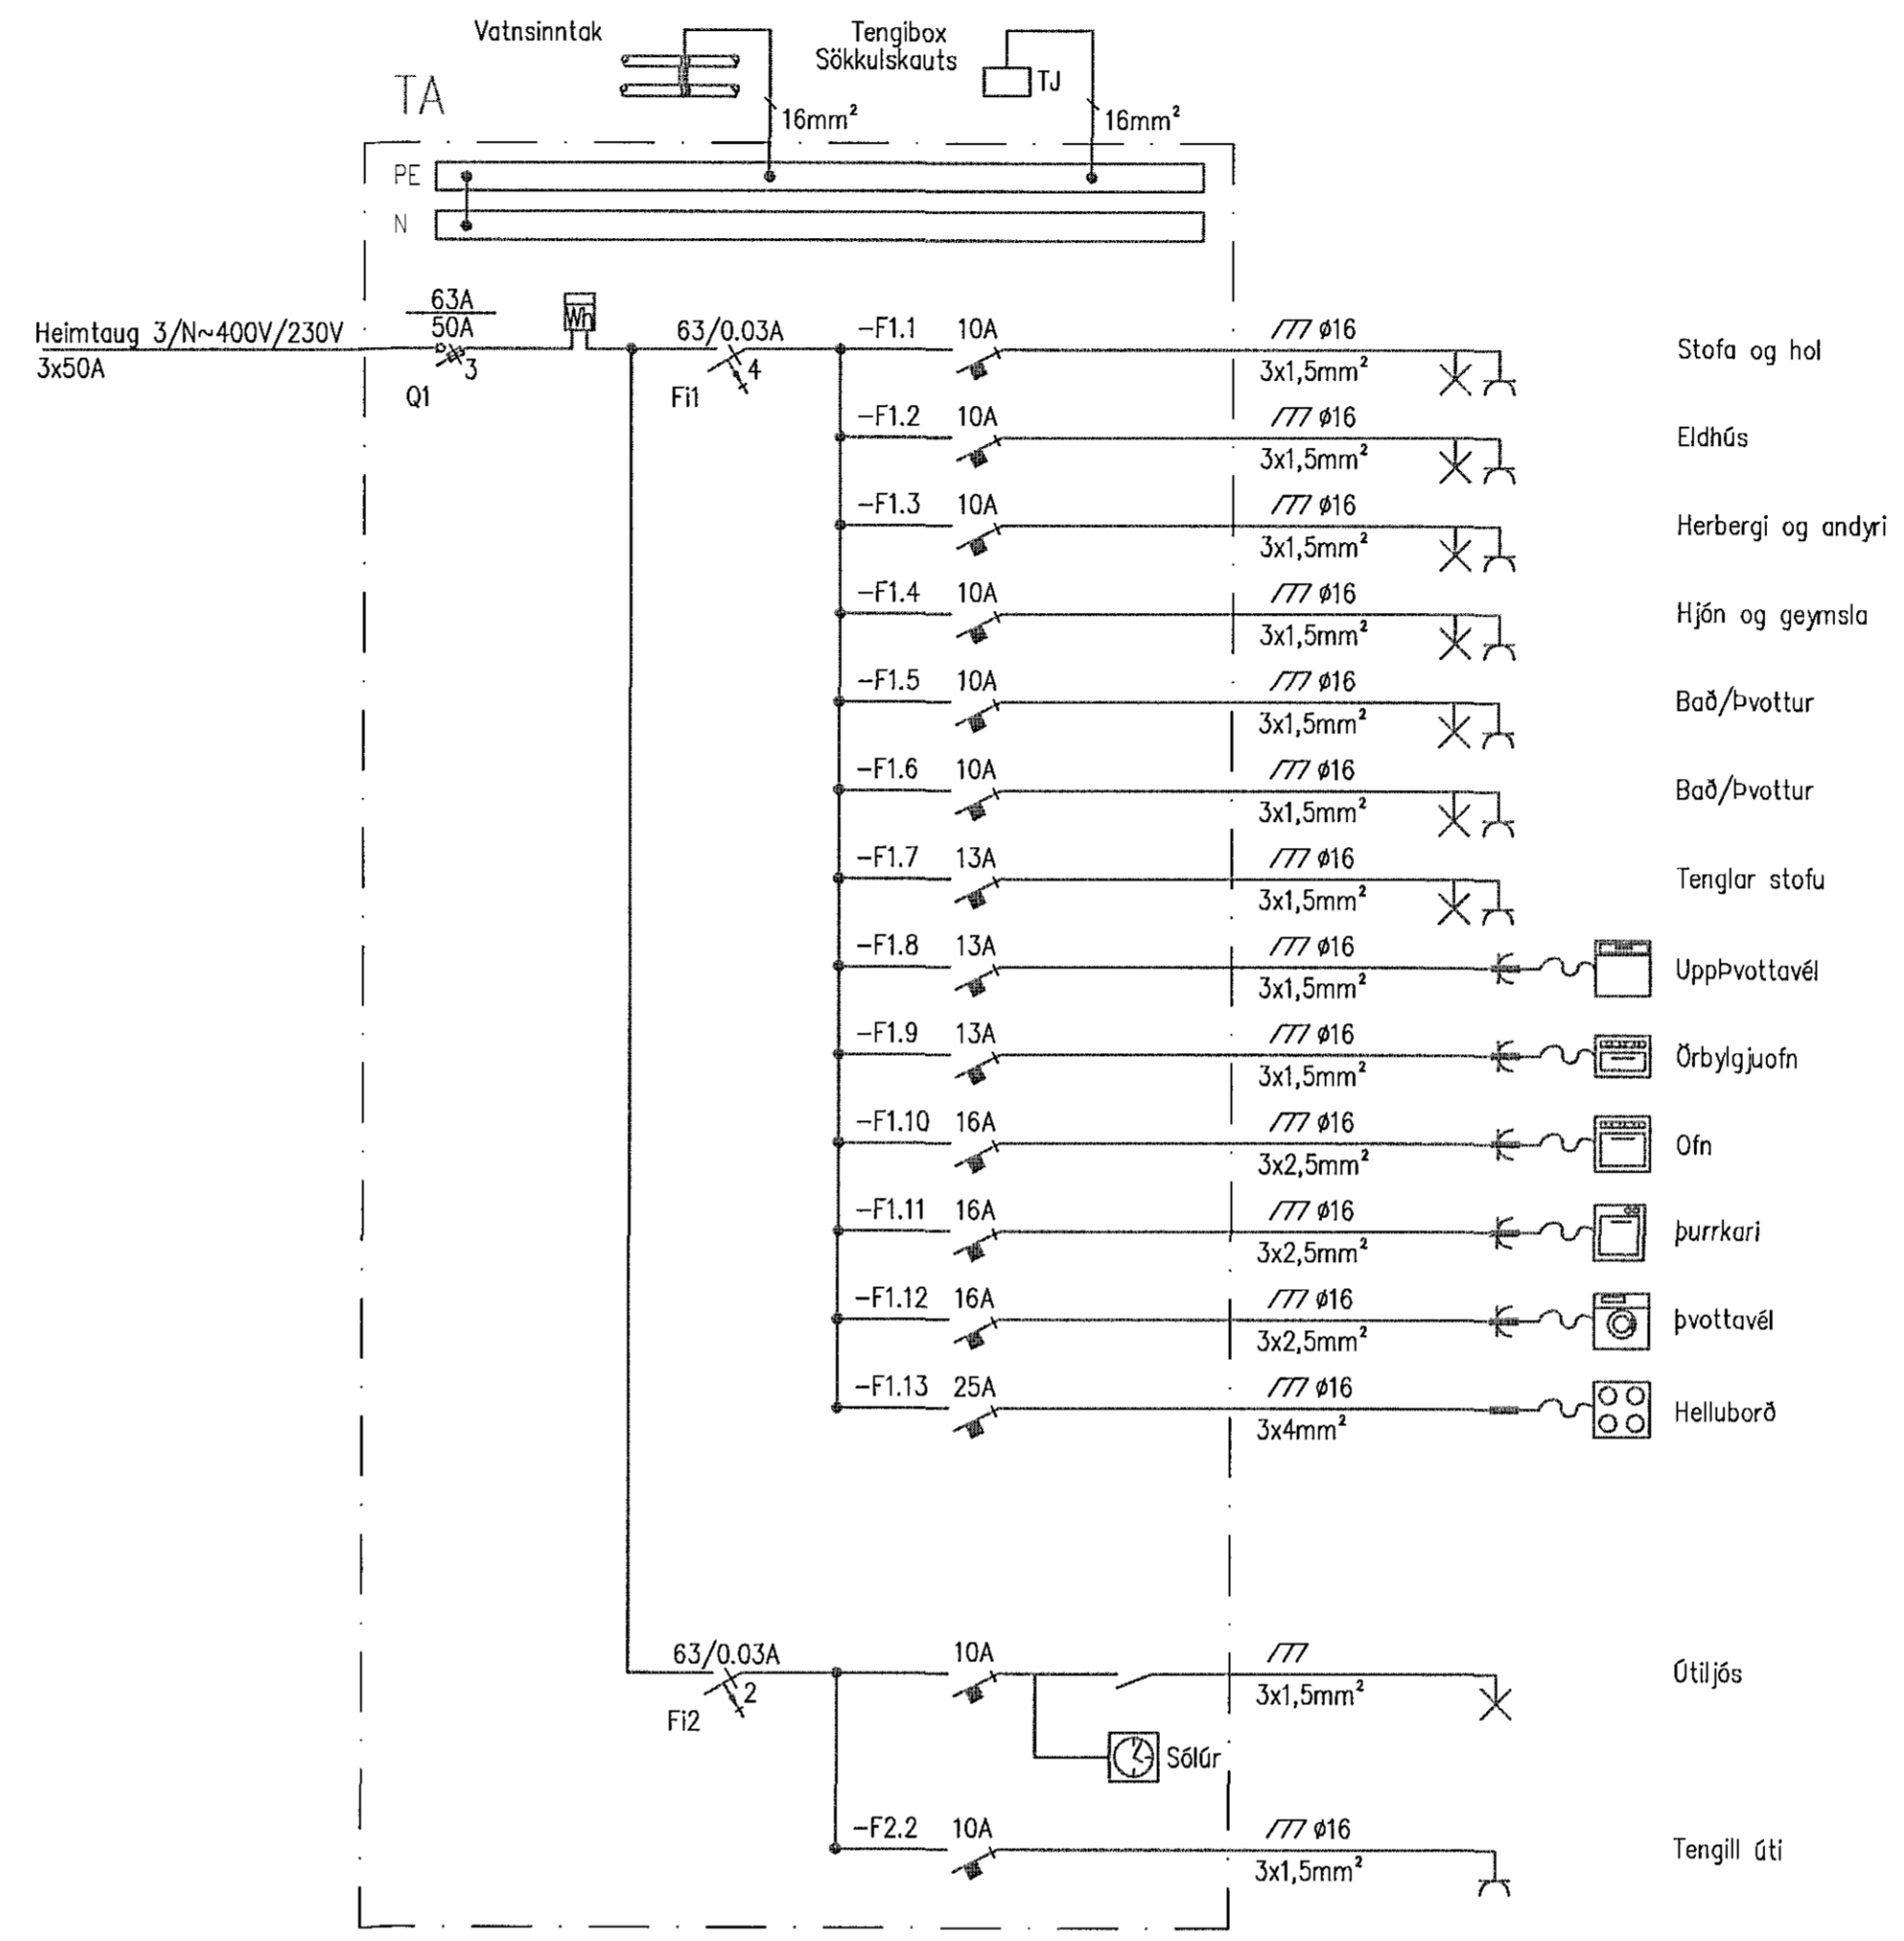 Vatnsinntak
Tengibox
Sökkulskauts
TJ
TA
16mm²
16mm²
PE
N
Heimtaug 3/N~400V/230V
3x50A
63A
50A
3
Q1
Wh
63/0.03A
4
Fi1
-F1.1 10A ø16 3x1,5mm² Stofa og hol
-F1.2 10A ø16 3x1,5mm² Eldhús
-F1.3 10A ø16 3x1,5mm² Herbergi og andyri
-F1.4 10A ø16 3x1,5mm² Hjón og geymsla
-F1.5 10A ø16 3x1,5mm² Bað/Þvottur
-F1.6 10A ø16 3x1,5mm² Bað/Þvottur
-F1.7 13A ø16 3x1,5mm² Tenglar stofu
-F1.8 13A ø16 3x1,5mm² UppÞvottavél
-F1.9 13A ø16 3x1,5mm² Örbylgjuofn
-F1.10 16A ø16 3x2,5mm² Ofn
-F1.11 16A ø16 3x2,5mm² þurrkari
-F1.12 16A ø16 3x2,5mm² þvottavél
-F1.13 25A ø16 3x4mm² Helluborð
63/0.03A
2
Fi2
10A 3x1,5mm² Útiljós
Sólúr
-F2.2 10A ø16 3x1,5mm² Tengill úti